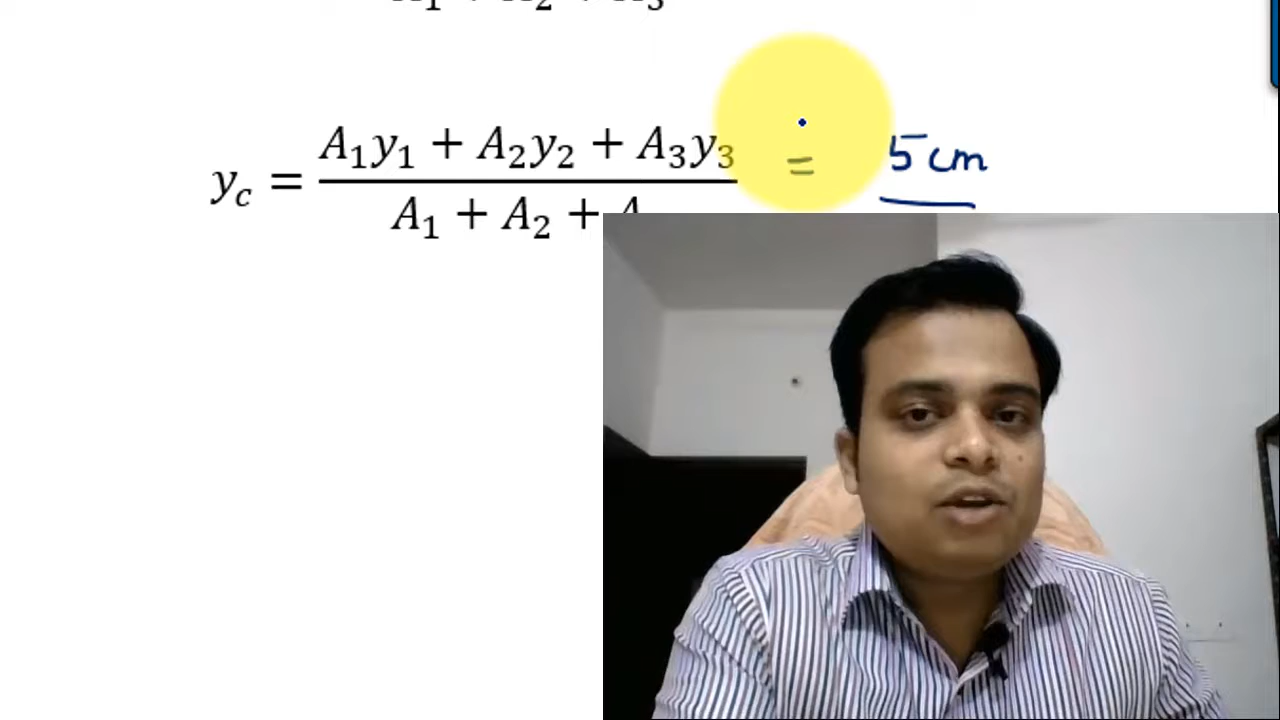 y_c = (A_1y_1 + A_2y_2 + A_3y_3) / (A_1 + A_2 + = 5 cm